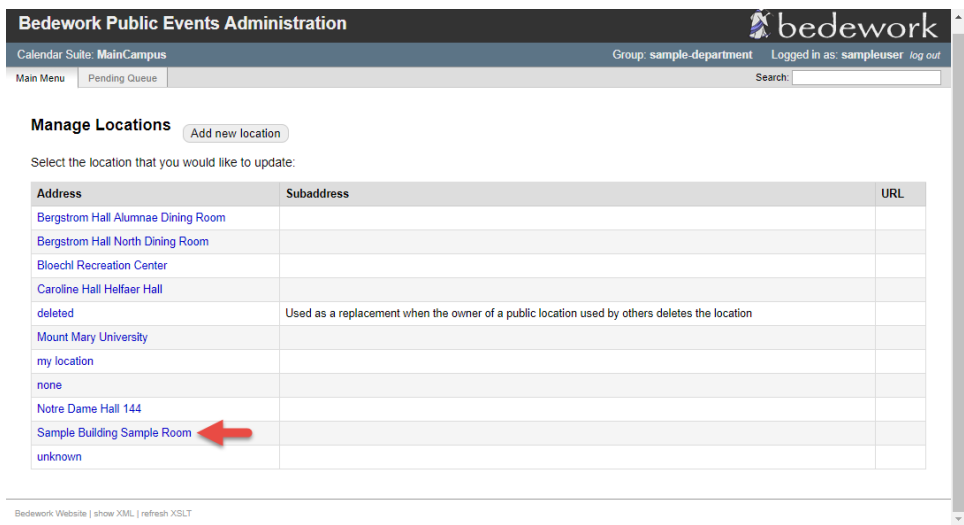 Bedework Public Events Administration
bedework
Calendar Suite: MainCampus Group: sample-department Logged in as: sampleuser log out
Main Menu Pending Queue Search:
Manage Locations Add new location
Select the location that you would like to update:
Address Subaddress URL
Bergstrom Hall Alumnae Dining Room
Bergstrom Hall North Dining Room
Bloechl Recreation Center
Caroline Hall Helfaer Hall
deleted Used as a replacement when the owner of a public location used by others deletes the location
Mount Mary University
my location
none
Notre Dame Hall 144
Sample Building Sample Room
unknown
Bedework Website | show XML | refresh XSLT